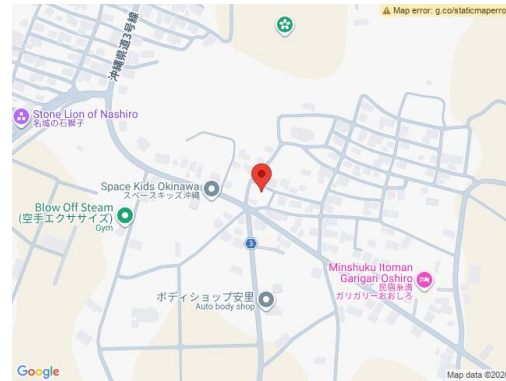 Map error: g.co/staticmaperro
沖縄県道3号線
Stone Lion of Nashiro
名城の石獅子
Space Kids Okinawa
スペースキッズ沖縄
Blow Off Steam
(空手エクササイズ)
Gym
3
Minshuku Itoman
Garigari Oshiro
民宿糸満
ガリガリーおおしろ
ボディショップ安里
Auto body shop
Google
Map data ©2026